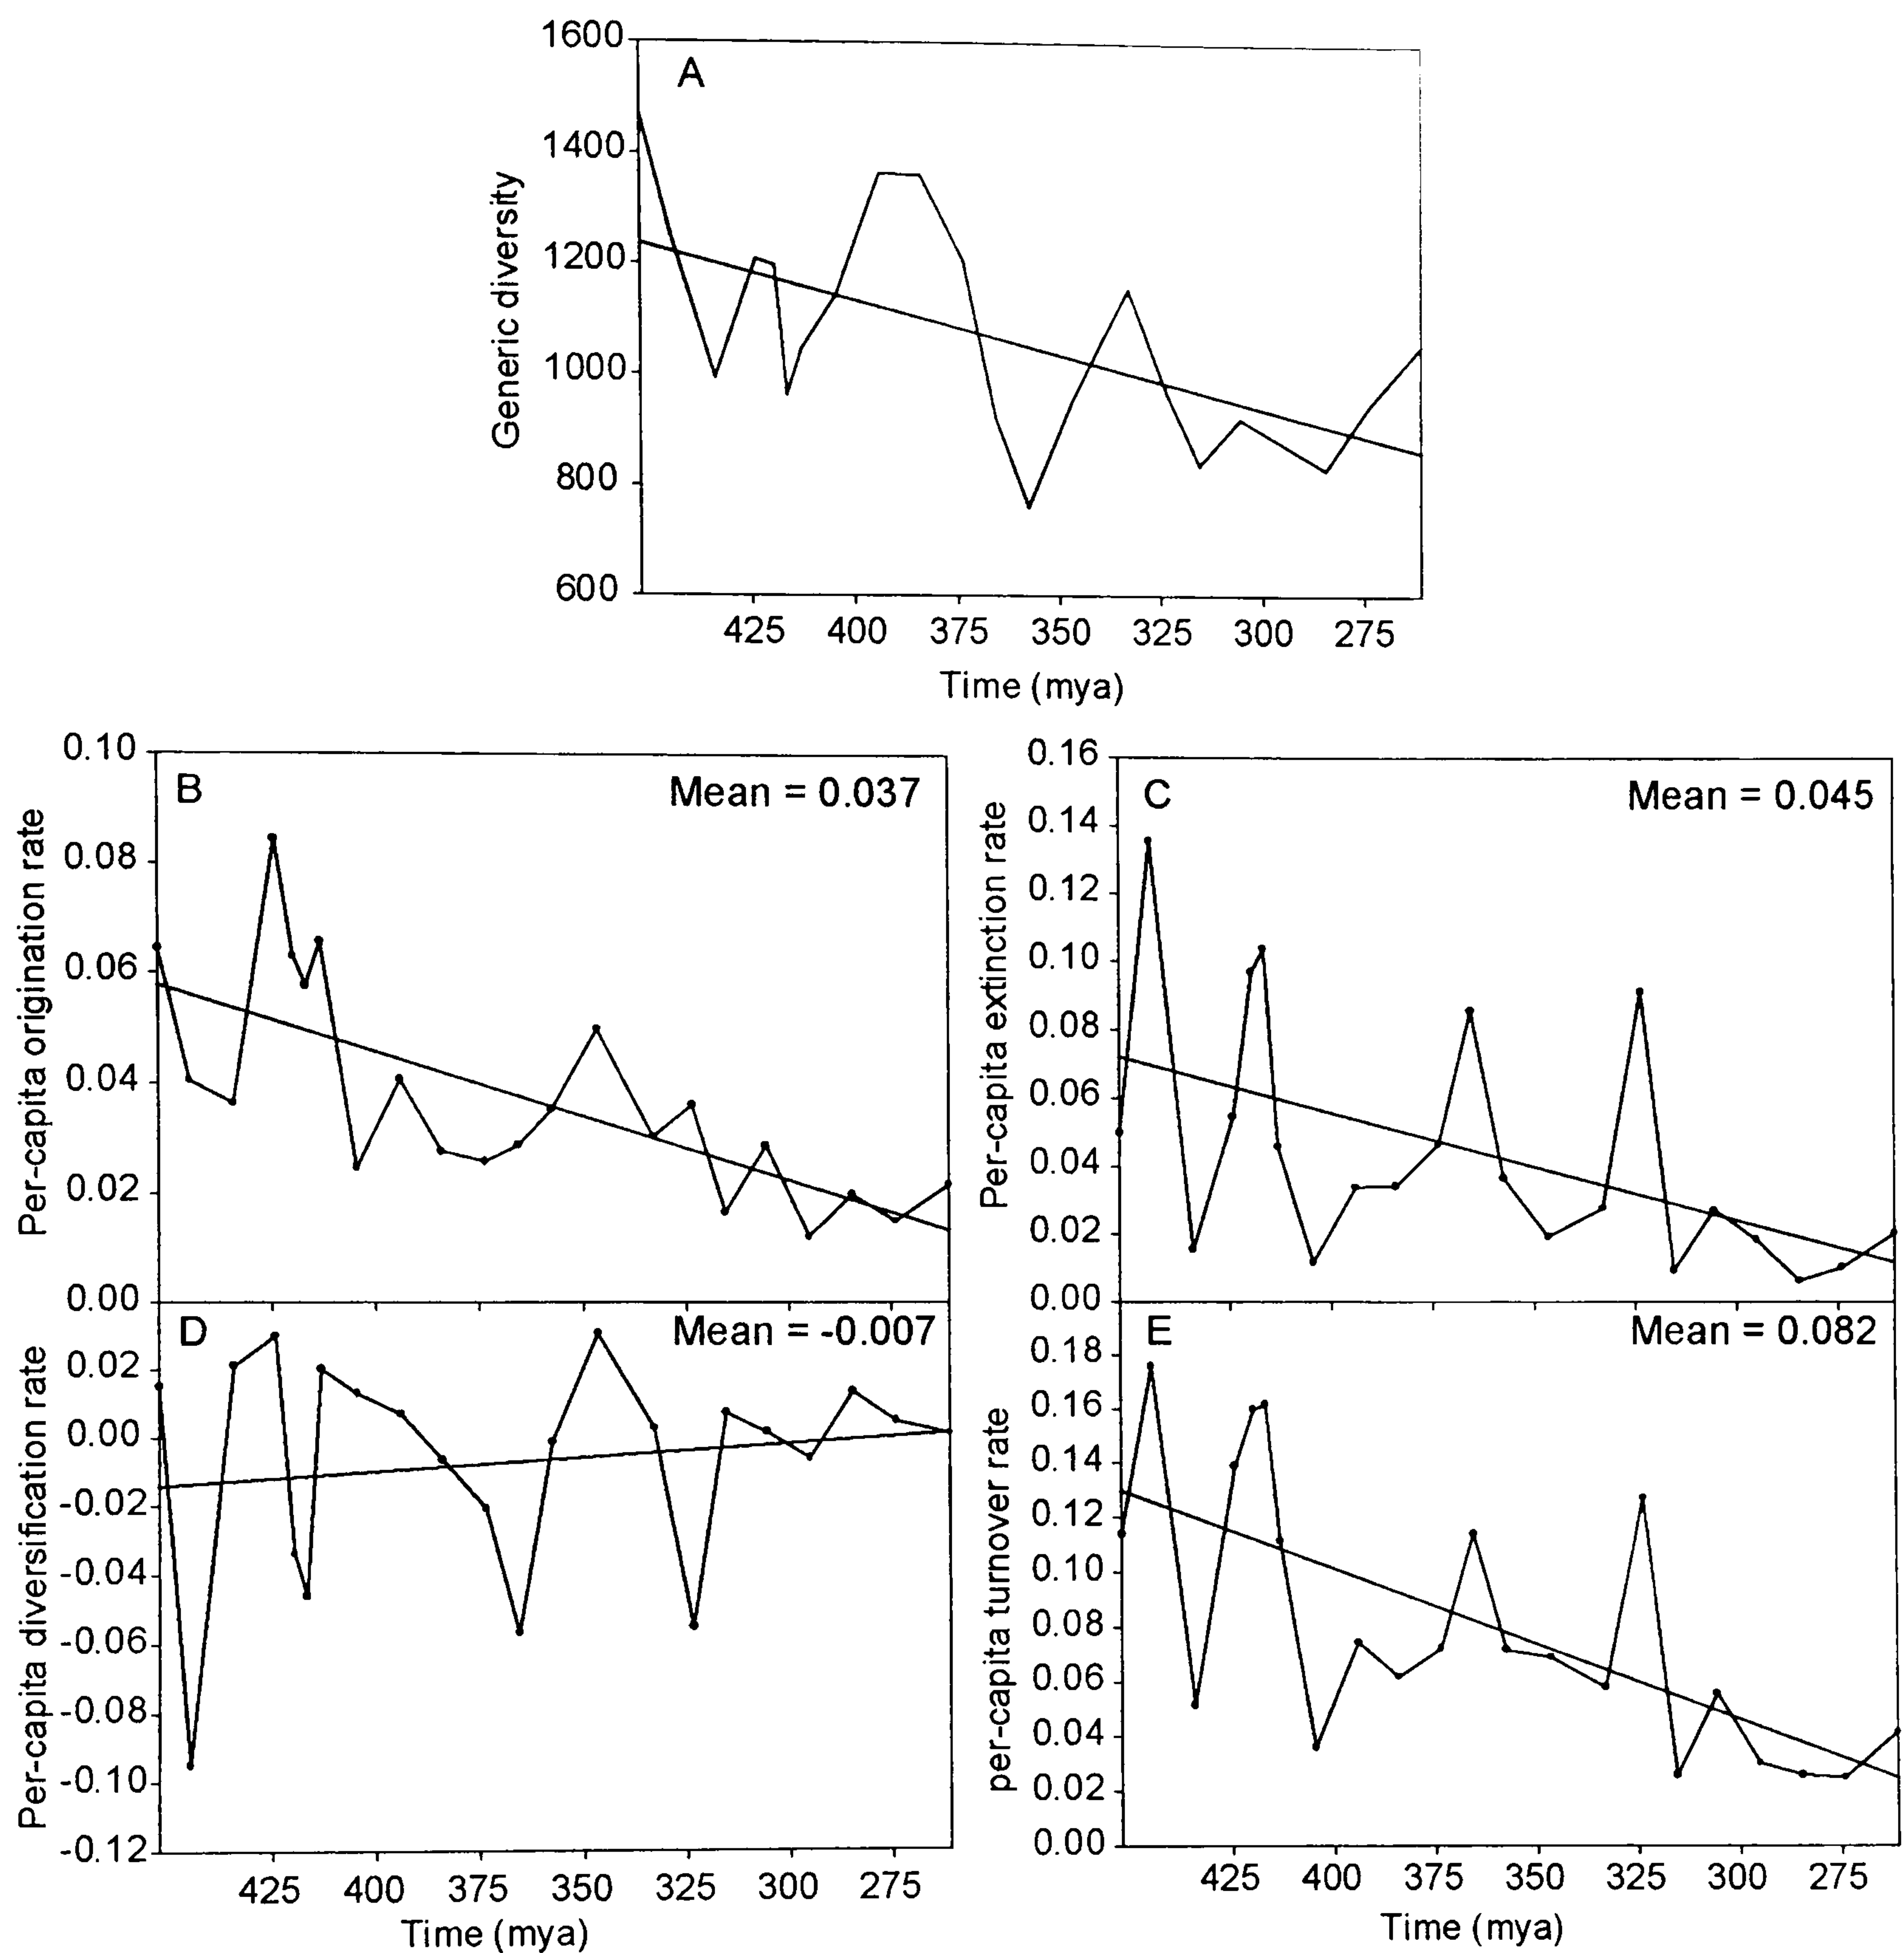 1600
A
1400
1200
1000
800
600
Generic diversity
425 400 375 350 325 300 275
Time (mya)
0.10
B
Mean = 0.037
0.08
0.06
0.04
0.02
0.00
Per-capita origination rate
0.16
C
Mean = 0.045
0.14
0.12
0.10
0.08
0.06
0.04
0.02
0.00
Per-capita extinction rate
D
Mean = -0.007
0.02
0.00
-0.02
-0.04
-0.06
-0.08
-0.10
-0.12
Per-capita diversification rate
425 400 375 350 325 300 275
Time (mya)
E
Mean = 0.082
0.18
0.16
0.14
0.12
0.10
0.08
0.06
0.04
0.02
0.00
per-capita turnover rate
425 400 375 350 325 300 275
Time (mya)